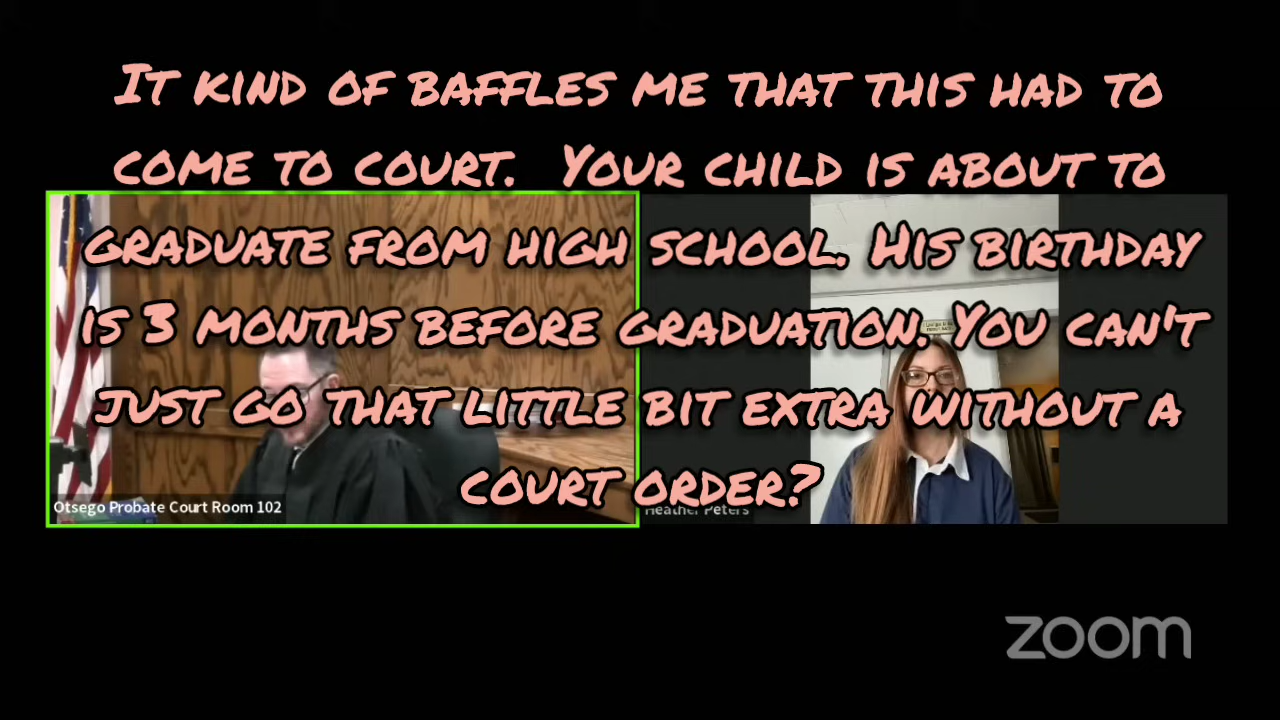 It kind of baffles me that this had to
come to court.  Your child is about to
graduate from high school. His birthday
is 3 months before graduation. You can't
just go that little bit extra without a
court order?
Otsego Probate Court Room 102
Heather Peters
zoom